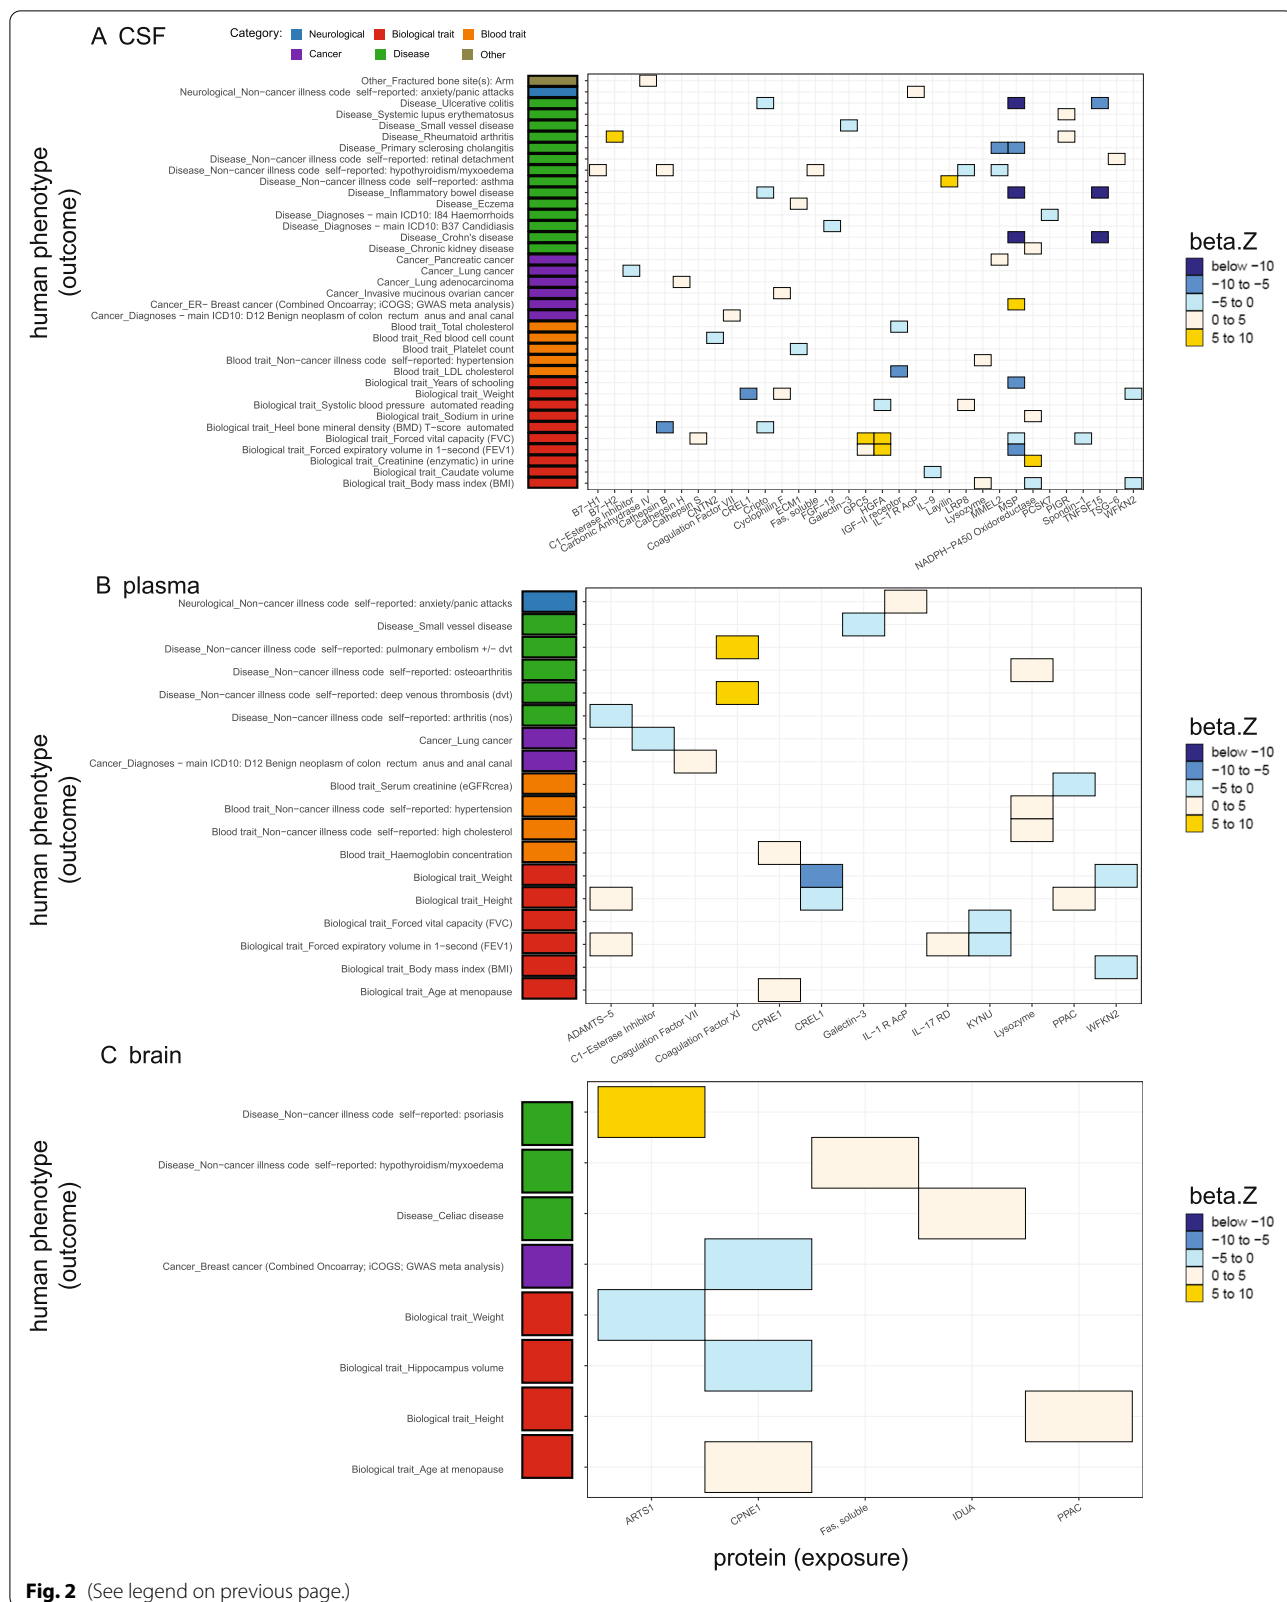 A CSF
Category:
Neurological
Biological trait
Blood trait
Cancer
Disease
Other
human phenotype
(outcome)
Other_Fractured bone site(s): Arm
Neurological_Non−cancer illness code self−reported: anxiety/panic attacks
Disease_Ulcerative colitis
Disease_Systemic lupus erythematosus
Disease_Small vessel disease
Disease_Rheumatoid arthritis
Disease_Primary sclerosing cholangitis
Disease_Non−cancer illness code self−reported: retinal detachment
Disease_Non−cancer illness code self−reported: hypothyroidism/myxoedema
Disease_Non−cancer illness code self−reported: asthma
Disease_Inflammatory bowel disease
Disease_Eczema
Disease_Diagnoses − main ICD10: I84 Haemorrhoids
Disease_Diagnoses − main ICD10: B37 Candidiasis
Disease_Crohn's disease
Disease_Chronic kidney disease
Cancer_Pancreatic cancer
Cancer_Lung cancer
Cancer_Lung adenocarcinoma
Cancer_Invasive mucinous ovarian cancer
Cancer_ER− Breast cancer (Combined Oncoarray; iCOGS; GWAS meta analysis)
Cancer_Diagnoses − main ICD10: D12 Benign neoplasm of colon rectum anus and anal canal
Blood trait_Total cholesterol
Blood trait_Red blood cell count
Blood trait_Platelet count
Blood trait_Non−cancer illness code self−reported: hypertension
Blood trait_LDL cholesterol
Biological trait_Years of schooling
Biological trait_Weight
Biological trait_Systolic blood pressure automated reading
Biological trait_Sodium in urine
Biological trait_Heel bone mineral density (BMD) T−score automated
Biological trait_Forced vital capacity (FVC)
Biological trait_Forced expiratory volume in 1−second (FEV1)
Biological trait_Creatinine (enzymatic) in urine
Biological trait_Caudate volume
Biological trait_Body mass index (BMI)
B7−H1
B7−H2
C1−Esterase Inhibitor
Carbonic Anhydrase IV
Cathepsin B
Cathepsin H
Cathepsin S
CNTN2
Coagulation Factor VII
CREL1
Cripto
Cyclophilin F
ECM1
Fas, soluble
FGF−19
Galectin−3
GPC5
HGFA
IGF−II receptor
IL−1 R AcP
IL−9
Layilin
LRP8
Lysozyme
MMEL2
MSP
NADPH−P450 Oxidoreductase
PCSK7
PIGR
Spondin−1
TNFSF15
TSG−6
WFKN2
beta.Z
below −10
−10 to −5
−5 to 0
0 to 5
5 to 10
B plasma
human phenotype
(outcome)
Neurological_Non−cancer illness code self−reported: anxiety/panic attacks
Disease_Small vessel disease
Disease_Non−cancer illness code self−reported: pulmonary embolism +/− dvt
Disease_Non−cancer illness code self−reported: osteoarthritis
Disease_Non−cancer illness code self−reported: deep venous thrombosis (dvt)
Disease_Non−cancer illness code self−reported: arthritis (nos)
Cancer_Lung cancer
Cancer_Diagnoses − main ICD10: D12 Benign neoplasm of colon rectum anus and anal canal
Blood trait_Serum creatinine (eGFRcrea)
Blood trait_Non−cancer illness code self−reported: hypertension
Blood trait_Non−cancer illness code self−reported: high cholesterol
Blood trait_Haemoglobin concentration
Biological trait_Weight
Biological trait_Height
Biological trait_Forced vital capacity (FVC)
Biological trait_Forced expiratory volume in 1−second (FEV1)
Biological trait_Body mass index (BMI)
Biological trait_Age at menopause
ADAMTS−5
C1−Esterase Inhibitor
Coagulation Factor VII
Coagulation Factor XI
CPNE1
CREL1
Galectin−3
IL−1 R AcP
IL−17 RD
KYNU
Lysozyme
PPAC
WFKN2
beta.Z
below −10
−10 to −5
−5 to 0
0 to 5
5 to 10
C brain
human phenotype
(outcome)
Disease_Non−cancer illness code self−reported: psoriasis
Disease_Non−cancer illness code self−reported: hypothyroidism/myxoedema
Disease_Celiac disease
Cancer_Breast cancer (Combined Oncoarray; iCOGS; GWAS meta analysis)
Biological trait_Weight
Biological trait_Hippocampus volume
Biological trait_Height
Biological trait_Age at menopause
ARTS1
CPNE1
Fas, soluble
IDUA
PPAC
beta.Z
below −10
−10 to −5
−5 to 0
0 to 5
5 to 10
protein (exposure)
Fig. 2 (See legend on previous page.)